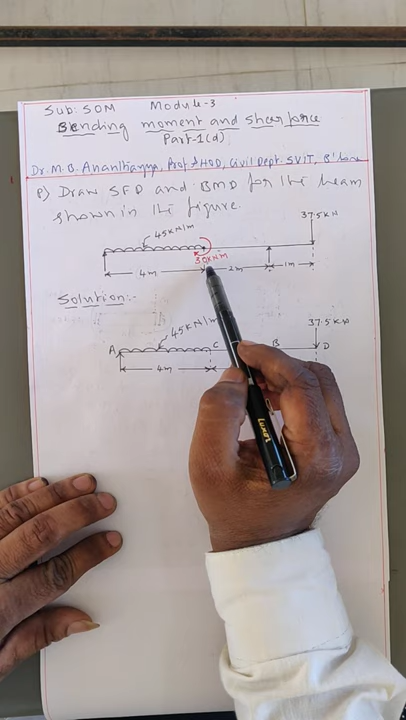 Sub: SOM Module-3
Bending moment and shear force
Part-1(d)
Dr. M. B. Ananthayya, Prof & HOD, Civil Dept. SVIT, B'lore
P) Draw SFD and BMD for the beam
shown in the figure.
37.5KN
45KN/m
30KNm
4m 2m 1m
Solution:-
45KN/m 37.5KN
A C B D
4m
LUXOR